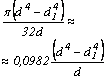 π(d⁴ − d₁⁴)/32d ≈
≈ 0,0982 (d⁴ − d₁⁴)/d